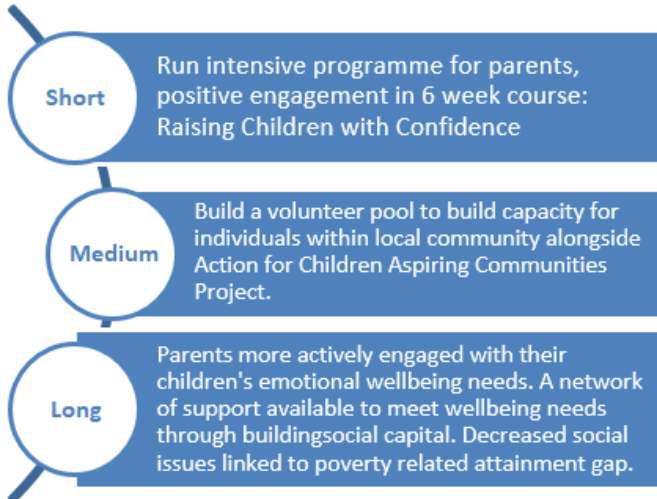 Short
Run intensive programme for parents,
positive engagement in 6 week course:
Raising Children with Confidence
Medium
Build a volunteer pool to build capacity for
individuals within local community alongside
Action for Children Aspiring Communities
Project.
Long
Parents more actively engaged with their
children's emotional wellbeing needs. A network
of support available to meet wellbeing needs
through buildingsocial capital. Decreased social
issues linked to poverty related attainment gap.